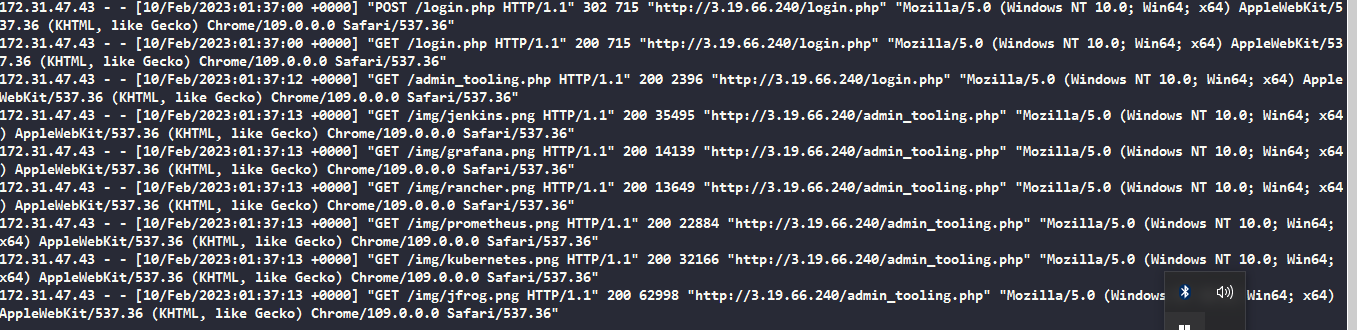 172.31.47.43 - - [10/Feb/2023:01:37:00 +0000] "POST /login.php HTTP/1.1" 302 715 "http://3.19.66.240/login.php" "Mozilla/5.0 (Windows NT 10.0; Win64; x64) AppleWebKit/5
37.36 (KHTML, like Gecko) Chrome/109.0.0.0 Safari/537.36"
172.31.47.43 - - [10/Feb/2023:01:37:00 +0000] "GET /login.php HTTP/1.1" 200 715 "http://3.19.66.240/login.php" "Mozilla/5.0 (Windows NT 10.0; Win64; x64) AppleWebKit/53
7.36 (KHTML, like Gecko) Chrome/109.0.0.0 Safari/537.36"
172.31.47.43 - - [10/Feb/2023:01:37:12 +0000] "GET /admin_tooling.php HTTP/1.1" 200 2396 "http://3.19.66.240/login.php" "Mozilla/5.0 (Windows NT 10.0; Win64; x64) Apple
WebKit/537.36 (KHTML, like Gecko) Chrome/109.0.0.0 Safari/537.36"
172.31.47.43 - - [10/Feb/2023:01:37:13 +0000] "GET /img/jenkins.png HTTP/1.1" 200 35495 "http://3.19.66.240/admin_tooling.php" "Mozilla/5.0 (Windows NT 10.0; Win64; x64
) AppleWebKit/537.36 (KHTML, like Gecko) Chrome/109.0.0.0 Safari/537.36"
172.31.47.43 - - [10/Feb/2023:01:37:13 +0000] "GET /img/grafana.png HTTP/1.1" 200 14139 "http://3.19.66.240/admin_tooling.php" "Mozilla/5.0 (Windows NT 10.0; Win64; x64
) AppleWebKit/537.36 (KHTML, like Gecko) Chrome/109.0.0.0 Safari/537.36"
172.31.47.43 - - [10/Feb/2023:01:37:13 +0000] "GET /img/rancher.png HTTP/1.1" 200 13649 "http://3.19.66.240/admin_tooling.php" "Mozilla/5.0 (Windows NT 10.0; Win64; x64
) AppleWebKit/537.36 (KHTML, like Gecko) Chrome/109.0.0.0 Safari/537.36"
172.31.47.43 - - [10/Feb/2023:01:37:13 +0000] "GET /img/prometheus.png HTTP/1.1" 200 22884 "http://3.19.66.240/admin_tooling.php" "Mozilla/5.0 (Windows NT 10.0; Win64;
x64) AppleWebKit/537.36 (KHTML, like Gecko) Chrome/109.0.0.0 Safari/537.36"
172.31.47.43 - - [10/Feb/2023:01:37:13 +0000] "GET /img/kubernetes.png HTTP/1.1" 200 32166 "http://3.19.66.240/admin_tooling.php" "Mozilla/5.0 (Windows NT 10.0; Win64;
x64) AppleWebKit/537.36 (KHTML, like Gecko) Chrome/109.0.0.0 Safari/537.36"
172.31.47.43 - - [10/Feb/2023:01:37:13 +0000] "GET /img/jfrog.png HTTP/1.1" 200 62998 "http://3.19.66.240/admin_tooling.php" "Mozilla/5.0 (Windows Win64; x64)
AppleWebKit/537.36 (KHTML, like Gecko) Chrome/109.0.0.0 Safari/537.36"